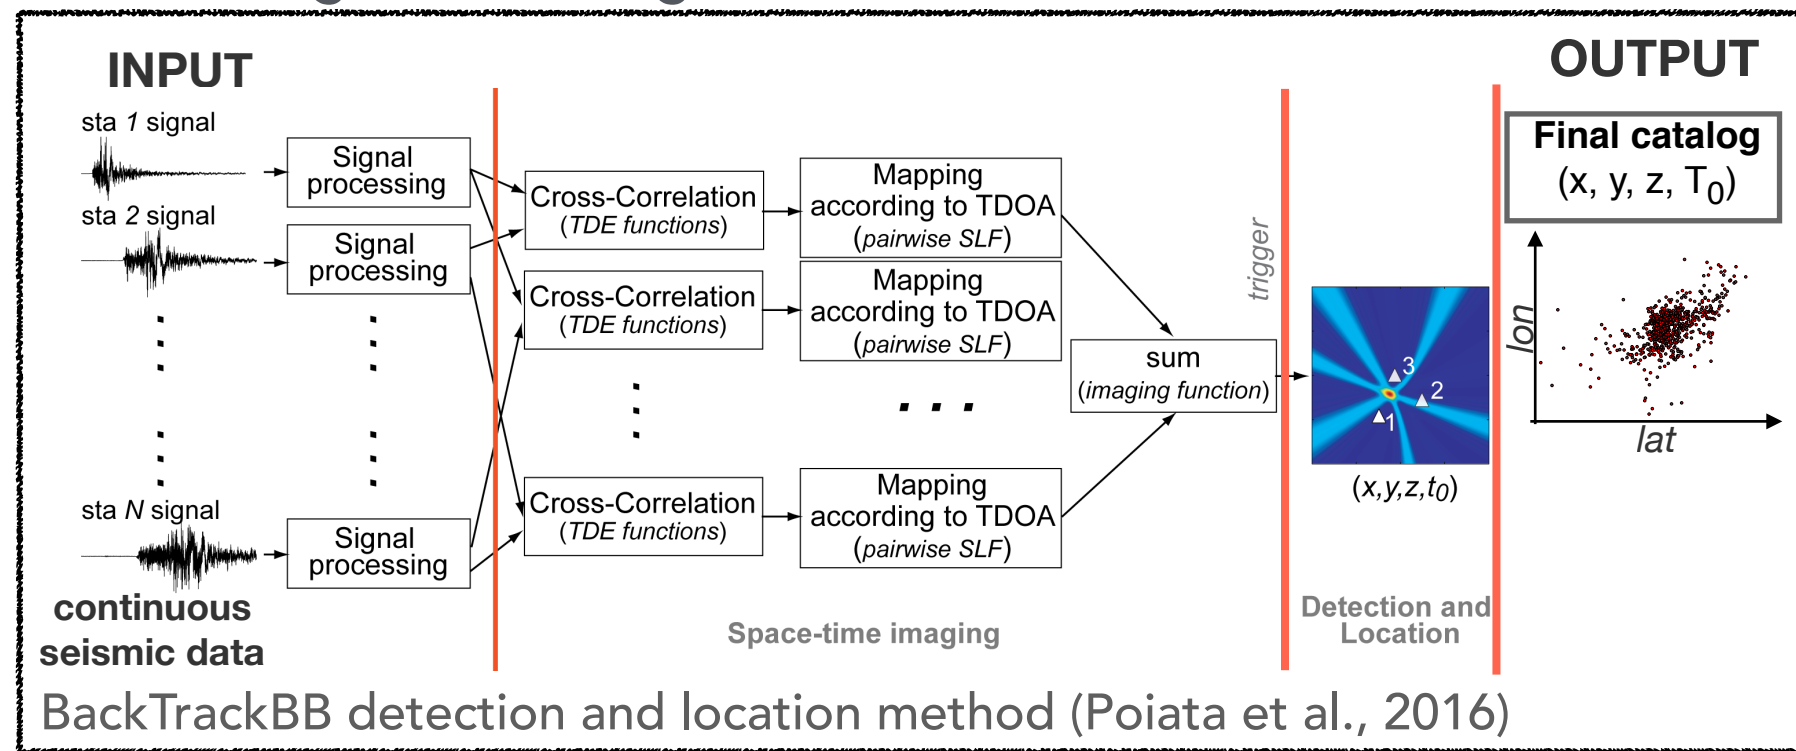 INPUT
OUTPUT
sta 1 signal
Signal
processing
sta 2 signal
Signal
processing
sta N signal
Signal
processing
continuous
seismic data
Cross-Correlation
(TDE functions)
Mapping
according to TDOA
(pairwise SLF)
Cross-Correlation
(TDE functions)
Mapping
according to TDOA
(pairwise SLF)
Cross-Correlation
(TDE functions)
Mapping
according to TDOA
(pairwise SLF)
sum
(imaging function)
Space-time imaging
trigger
3
2
1
(x,y,z,t0)
Detection and
Location
Final catalog
(x, y, z, T0)
lon
lat
BackTrackBB detection and location method (Poiata et al., 2016)